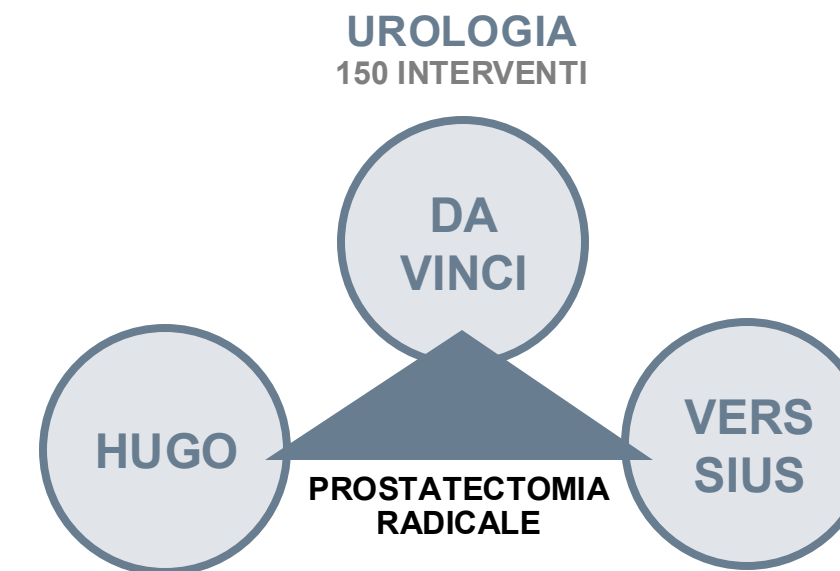 UROLOGIA
150 INTERVENTI
DA
VINCI
HUGO
VERS
SIUS
PROSTATECTOMIA
RADICALE